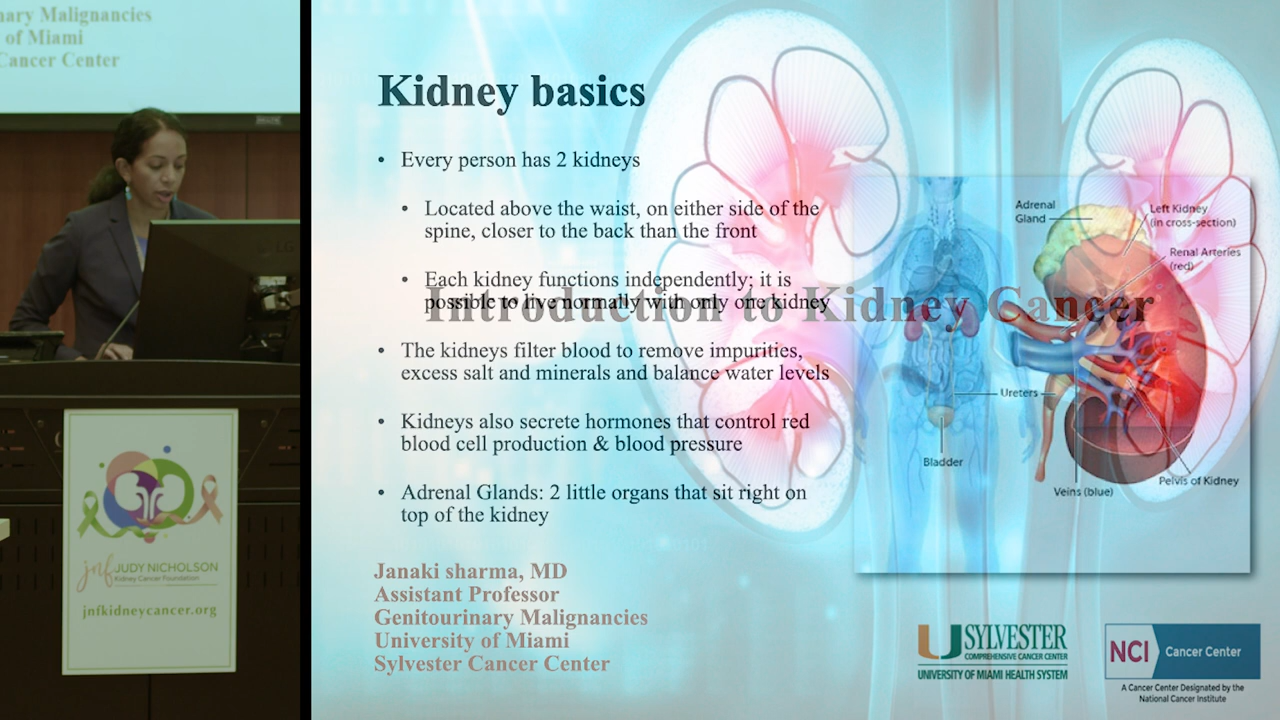 nary Malignancies
of Miami
Cancer Center
LG
jnf JUDY NICHOLSON
Kidney Cancer Foundation
jnfkidneycancer.org
Kidney basics
• Every person has 2 kidneys
• Located above the waist, on either side of the
spine, closer to the back than the front
• Each kidney functions independently; it is
possible to live normally with only one kidney
Introduction to Kidney Cancer
• The kidneys filter blood to remove impurities,
excess salt and minerals and balance water levels
• Kidneys also secrete hormones that control red
blood cell production & blood pressure
• Adrenal Glands: 2 little organs that sit right on
top of the kidney
Adrenal
Gland
Left Kidney
(in cross-section)
Renal Arteries
(red)
Ureters
Bladder
Veins (blue)
Pelvis of Kidney
Janaki sharma, MD
Assistant Professor
Genitourinary Malignancies
University of Miami
Sylvester Cancer Center
SYLVESTER
COMPREHENSIVE CANCER CENTER
UNIVERSITY OF MIAMI HEALTH SYSTEM
NCI Cancer Center
A Cancer Center Designated by the
National Cancer Institute